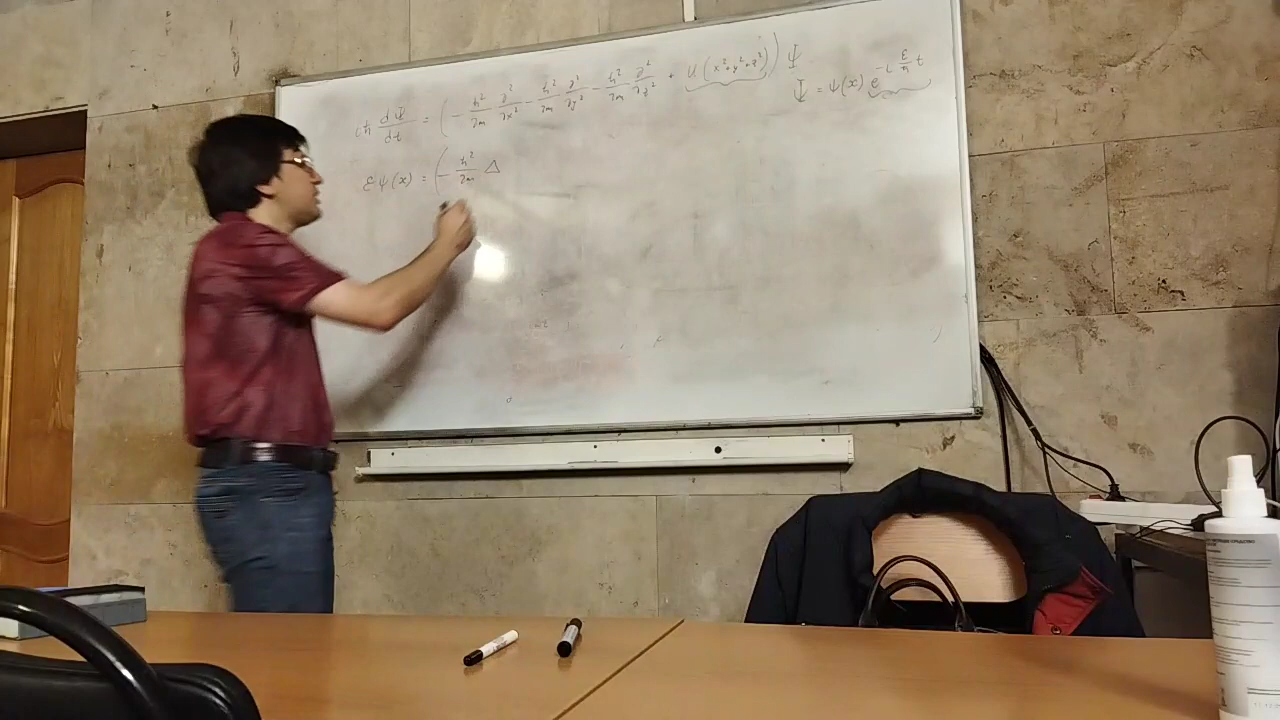 iħ dΨ/dt = ( - ħ²/2m ∂²/∂x² - ħ²/2m ∂²/∂y² - ħ²/2m ∂²/∂z² + U(x²+y²+z²) ) Ψ
Ψ = ψ(x) e^{-i ε/ħ t}
εψ(x) = ( - ħ²/2m Δ